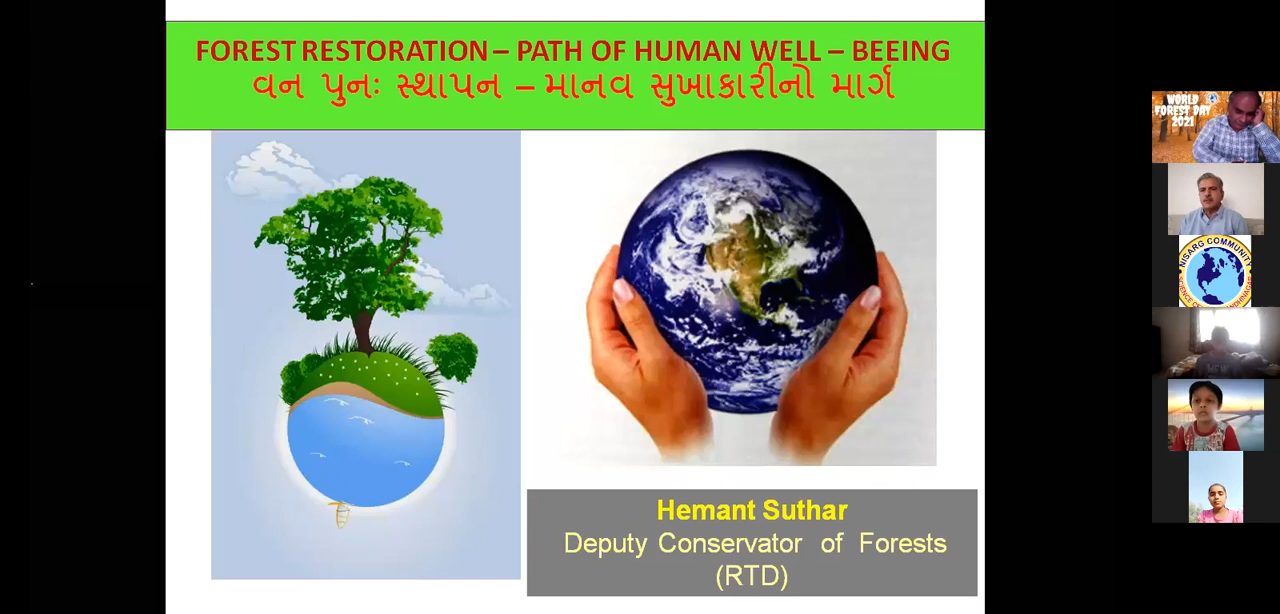 FOREST RESTORATION – PATH OF HUMAN WELL – BEEING
વન પુનઃ સ્થાપન – માનવ સુખાકારીનો માર્ગ
Hemant Suthar
Deputy Conservator of Forests
(RTD)
WORLD
FOREST DAY
2021
NISARG COMMUNITY